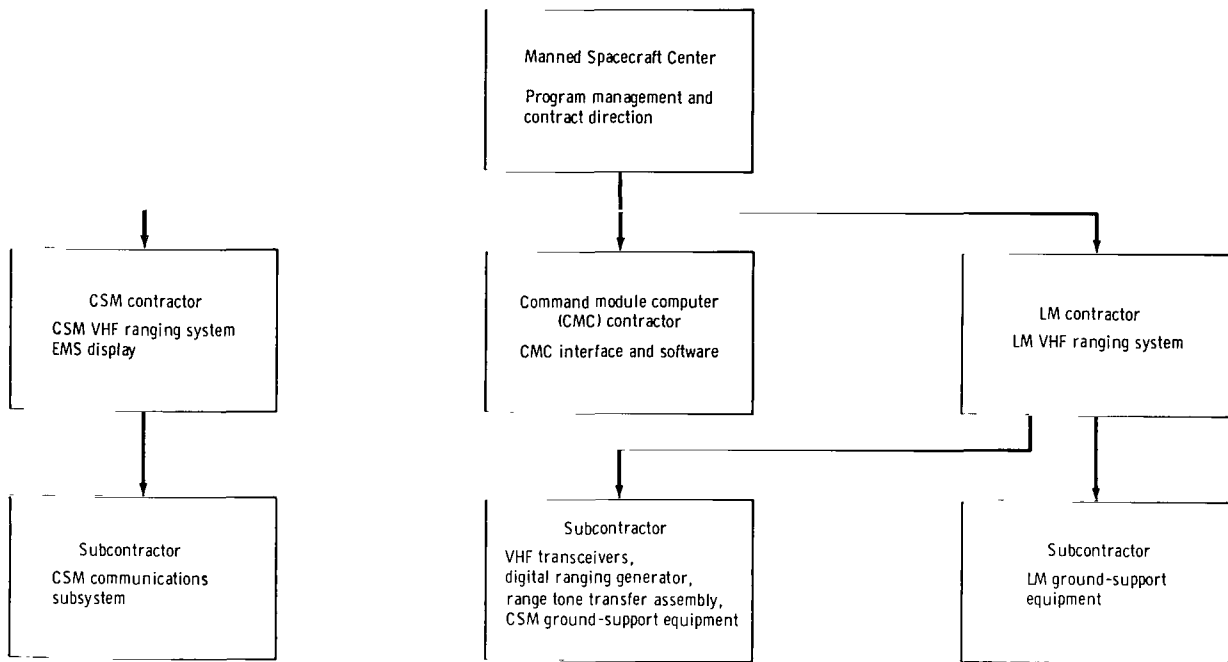 Manned Spacecraft Center
Program management and
contract direction
CSM contractor
CSM VHF ranging system
EMS display
Command module computer
(CMC) contractor
CMC interface and software
LM contractor
LM VHF ranging system
Subcontractor
CSM communications
subsystem
Subcontractor
VHF transceivers,
digital ranging generator,
range tone transfer assembly,
CSM ground-support equipment
Subcontractor
LM ground-support
equipment